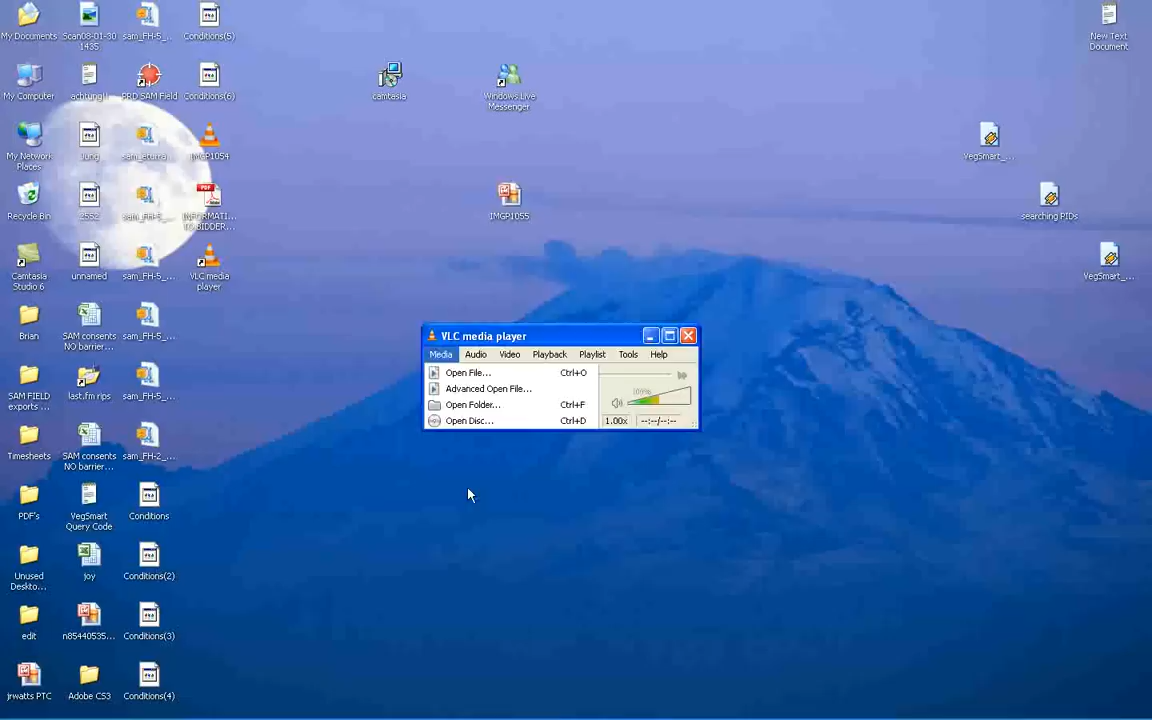 My Documents
Scan08-01-30
1435
sam_FH-5_...
Conditions(5)
New Text
Document
My Computer
achtung!!
PRD SAM Field
Conditions(6)
camtasia
Windows Live
Messenger
My Network
Places
Jung
IMGP1054
VegSmart_...
Recycle Bin
2552
sam_FH-5_...
INFORMATI...
TO BIDDER...
IMGP1055
searching PIDs
Camtasia
Studio 6
unnamed
sam_FH-5_...
VLC media
player
VegSmart_...
Brian
SAM consents
NO barrier...
sam_FH-5_...
VLC media player
Media Audio Video Playback Playlist Tools Help
Open File... Ctrl+O
Advanced Open File...
Open Folder... Ctrl+F
Open Disc... Ctrl+D
100%
1.00x --:--/--:--
SAM FIELD
exports ...
last.fm rips
sam_FH-5_...
Timesheets
SAM consents
NO barrier...
sam_FH-2_...
PDF's
VegSmart
Query Code
Conditions
Unused
Deskto...
joy
Conditions(2)
edit
n85440535...
Conditions(3)
jrwatts PTC
Adobe CS3
Conditions(4)